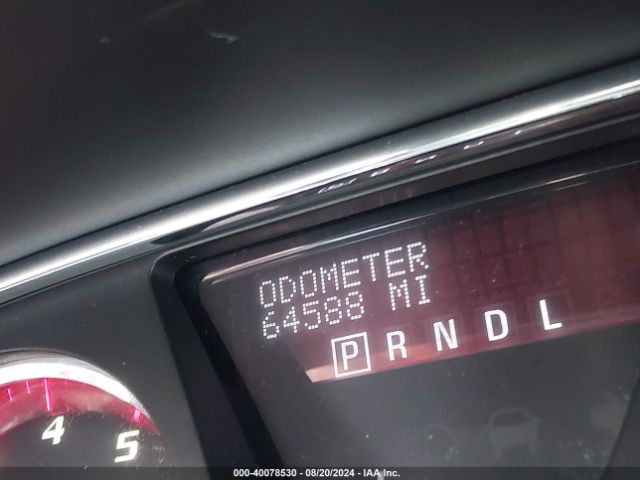 ODOMETER
64588 MI
P R N D L
4 5
000-40078530 - 08/20/2024 - IAA Inc.